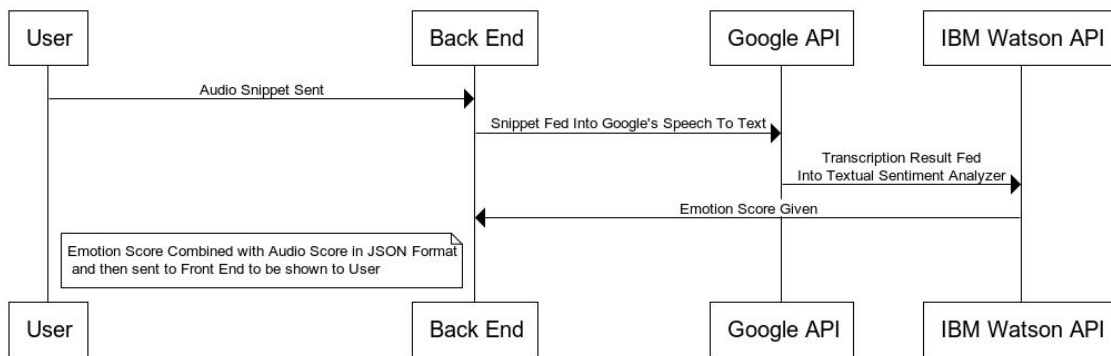 User
Back End
Google API
IBM Watson API
Audio Snippet Sent
Snippet Fed Into Google's Speech To Text
Transcription Result Fed
Into Textual Sentiment Analyzer
Emotion Score Given
Emotion Score Combined with Audio Score in JSON Format
and then sent to Front End to be shown to User
User
Back End
Google API
IBM Watson API